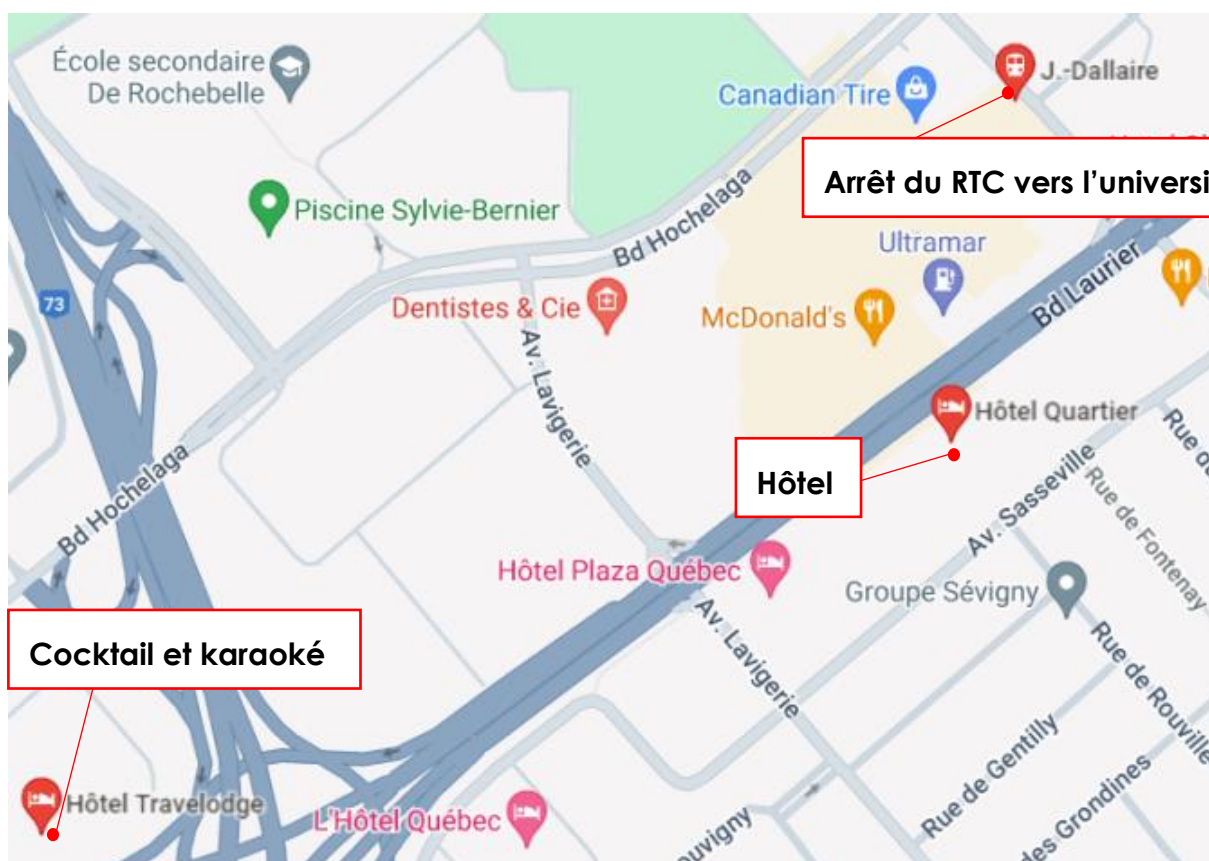 École secondaire
De Rochebelle
J.-Dallaire
Canadian Tire
Arrêt du RTC vers l'universi
Piscine Sylvie-Bernier
Bd Hochelaga
Ultramar
73
Dentistes & Cie
McDonald's
Bd Laurier
Av. Lavigerie
Hôtel Quartier
Rue de
Hôtel
Av. Sasseville
Rue de Fontenay
Bd Hochelaga
Hôtel Plaza Québec
Groupe Sévigny
Cocktail et karaoké
Av. Lavigerie
Rue de Rouville
Rue de Gentilly
Hôtel Travelodge
L'Hôtel Québec
ouvigny
des Grondines